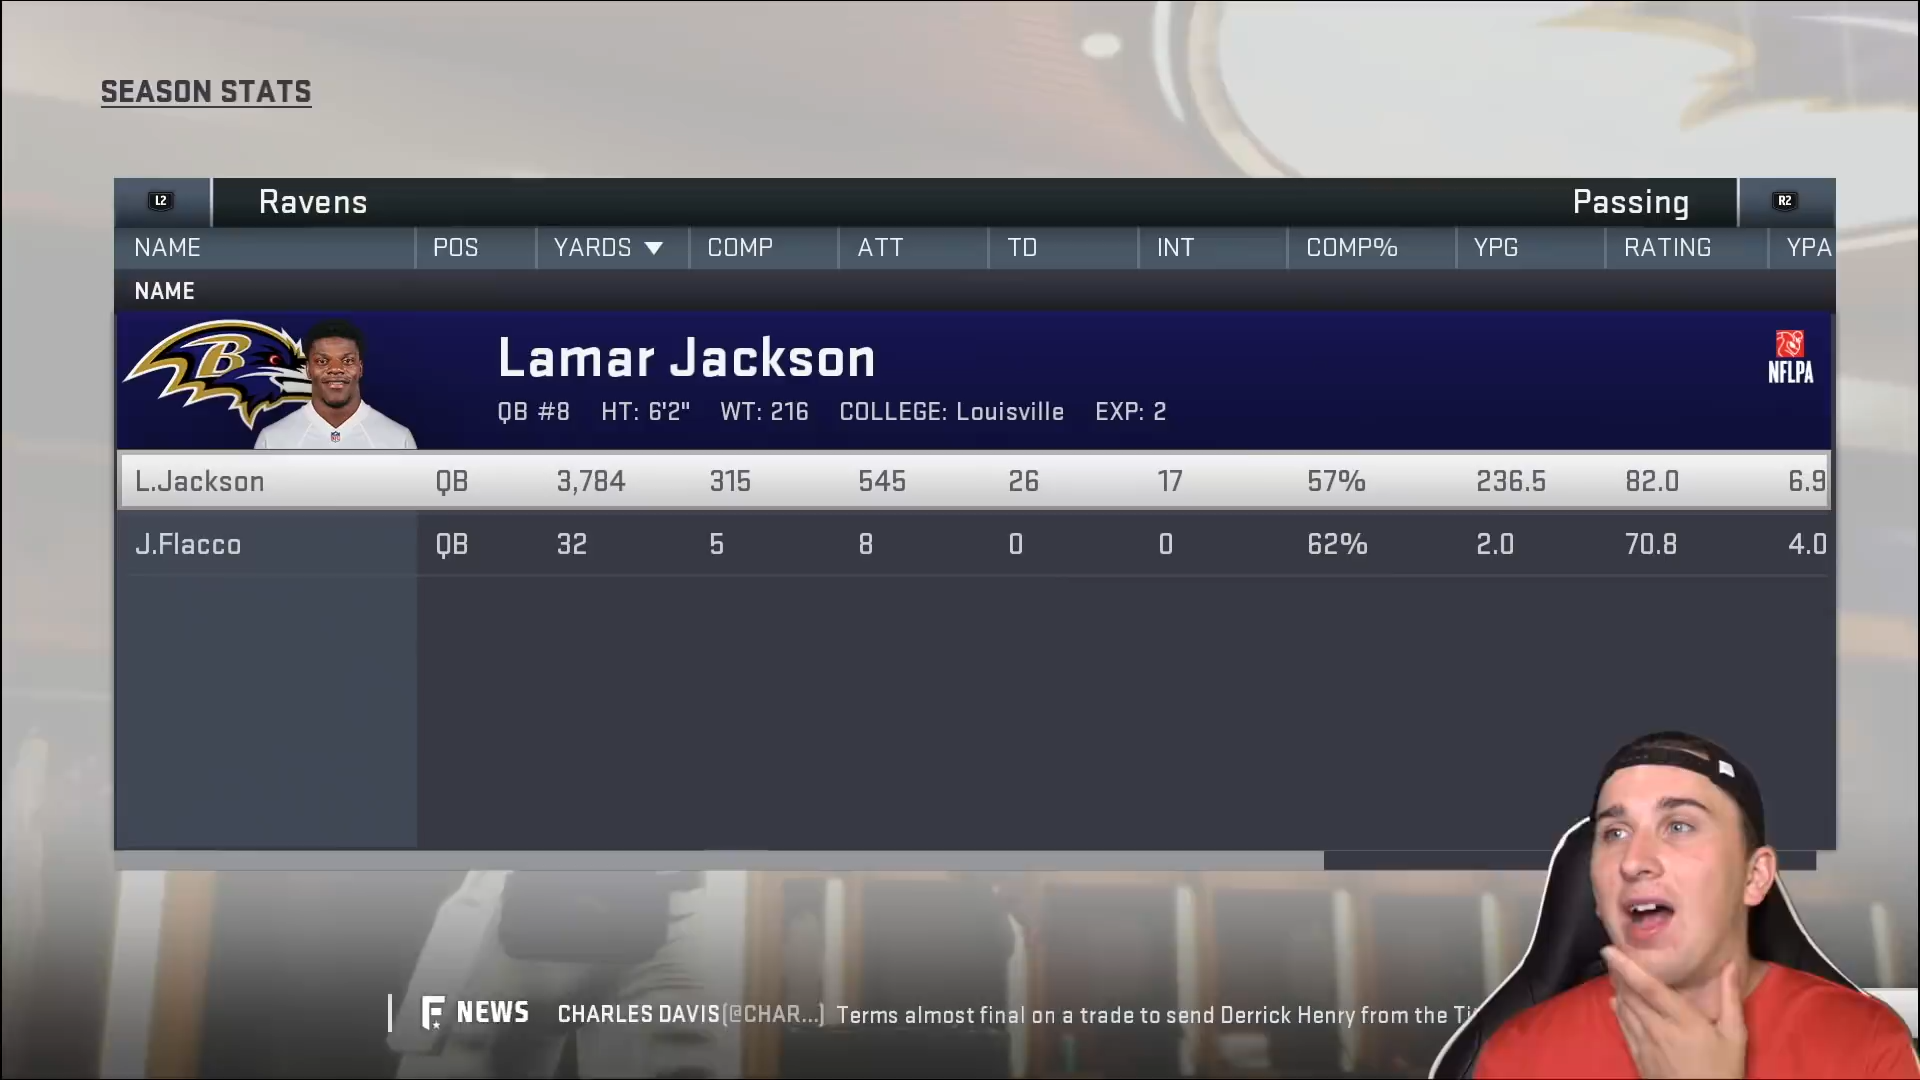 SEASON STATS
L2 Ravens Passing R2
NAME POS YARDS COMP ATT TD INT COMP% YPG RATING YPA
NAME
Lamar Jackson
QB #8 HT: 6'2" WT: 216 COLLEGE: Louisville EXP: 2
NFLPA
L.Jackson QB 3,784 315 545 26 17 57% 236.5 82.0 6.9
J.Flacco QB 32 5 8 0 0 62% 2.0 70.8 4.0
F NEWS CHARLES DAVIS(@CHAR...) Terms almost final on a trade to send Derrick Henry from the